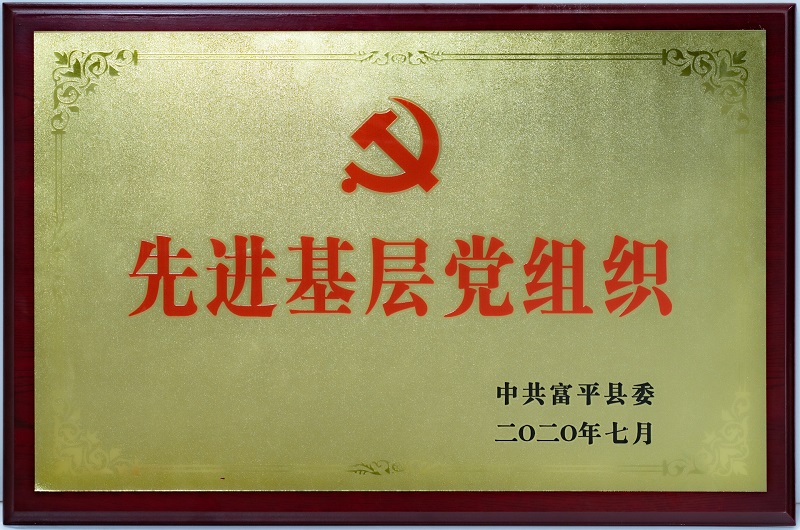 先进基层党组织
中共富平县委
二〇二〇年七月